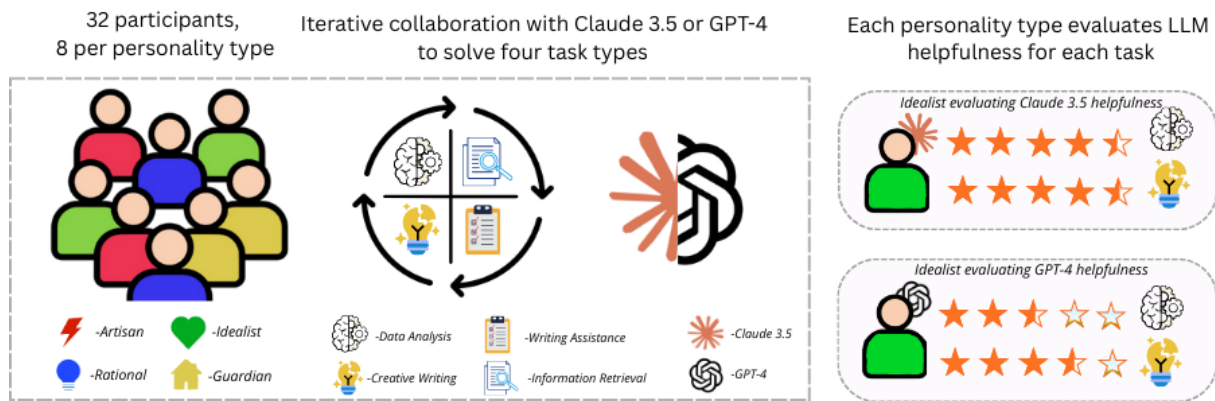 32 participants,
8 per personality type
Iterative collaboration with Claude 3.5 or GPT-4
to solve four task types
Each personality type evaluates LLM
helpfulness for each task
Idealist evaluating Claude 3.5 helpfulness
Idealist evaluating GPT-4 helpfulness
-Artisan
-Idealist
-Rational
-Guardian
-Data Analysis
-Writing Assistance
-Creative Writing
-Information Retrieval
-Claude 3.5
-GPT-4